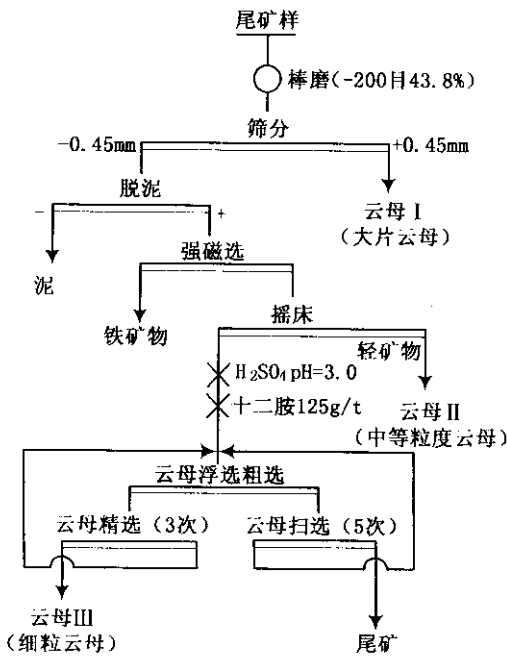 尾矿样
棒磨(-200目43.8%)
筛分
-0.45mm
+0.45mm
脱泥
云母Ⅰ
(大片云母)
-
+
泥
强磁选
铁矿物
摇床
轻矿物
H₂SO₄ pH=3.0
十二胺125g/t
云母Ⅱ
(中等粒度云母)
云母浮选粗选
云母精选(3次)
云母扫选(5次)
云母Ⅲ
(细粒云母)
尾矿